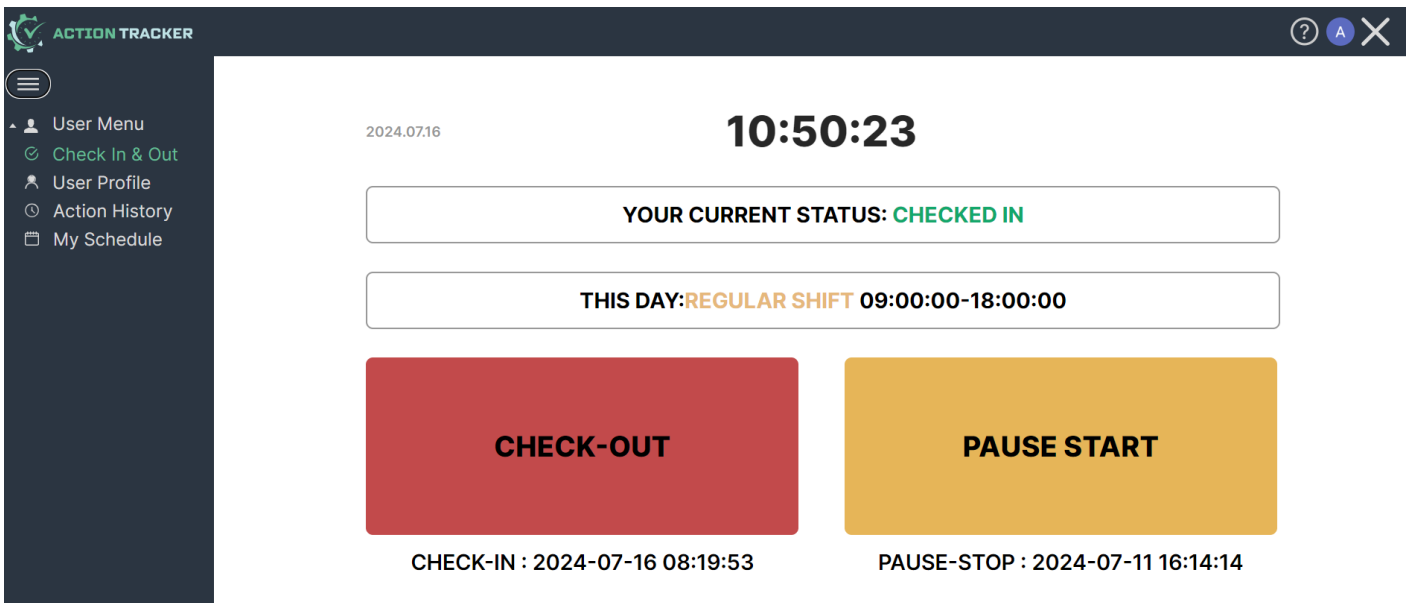 ACTION TRACKER
? A
User Menu
Check In & Out
User Profile
Action History
My Schedule
2024.07.16
10:50:23
YOUR CURRENT STATUS: CHECKED IN
THIS DAY:REGULAR SHIFT 09:00:00-18:00:00
CHECK-OUT
PAUSE START
CHECK-IN : 2024-07-16 08:19:53
PAUSE-STOP : 2024-07-11 16:14:14